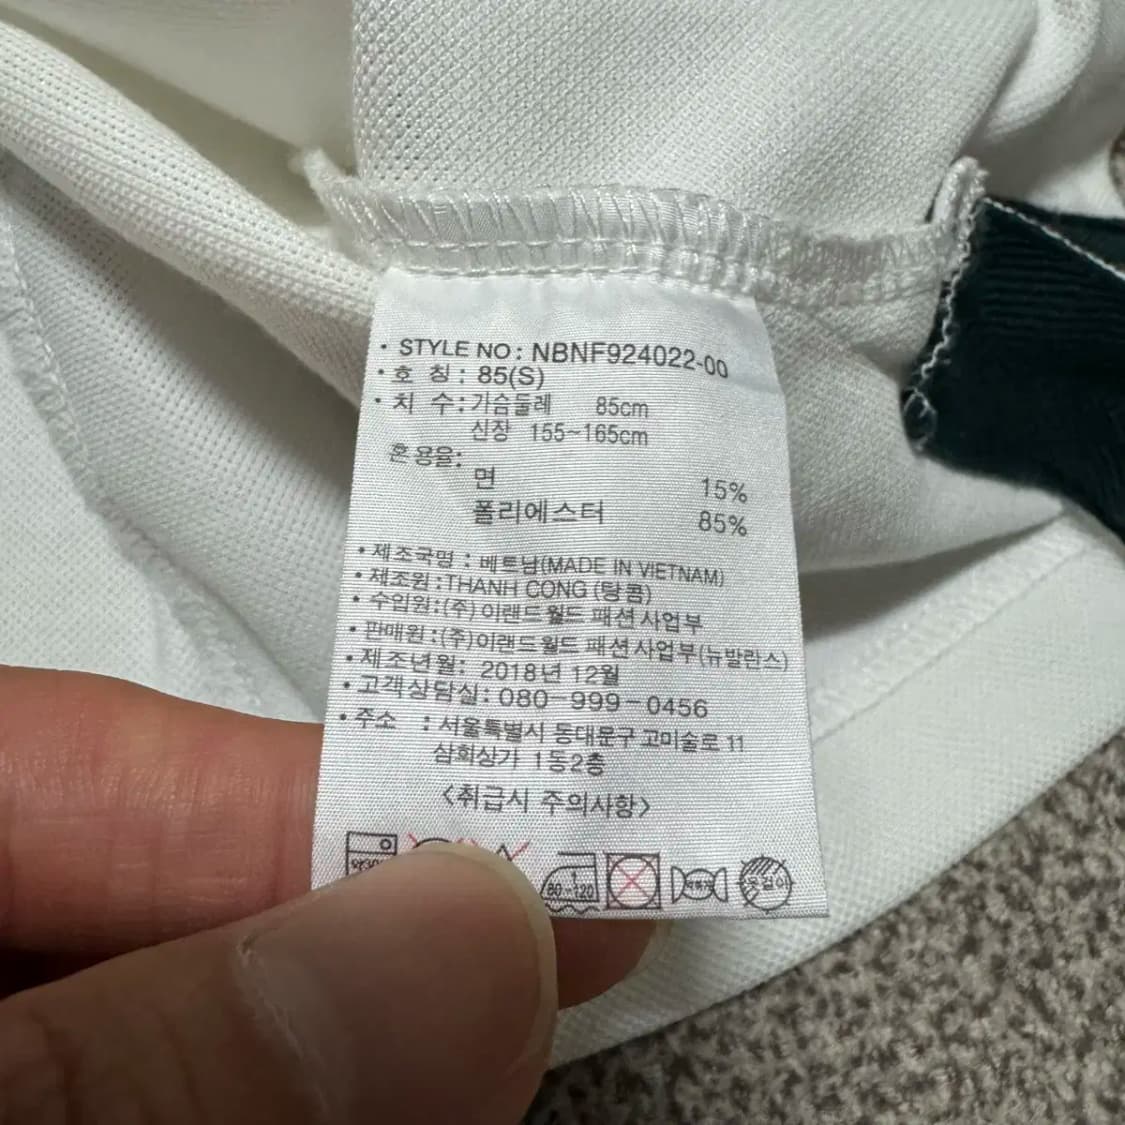 • STYLE NO : NBNF924022-00
• 호 칭 : 85(S)
• 치 수 : 가슴둘레 85cm
신장 155~165cm
혼용율:
면 15%
폴리에스터 85%
• 제조국명 : 베트남(MADE IN VIETNAM)
• 제조원 : THANH CONG (탕콤)
• 수입원 : (주)이랜드월드 패션사업부
• 판매원 : (주)이랜드월드 패션사업부(뉴발란스)
• 제조년월: 2018년 12월
• 고객상담실: 080-999-0456
• 주소 : 서울특별시 동대문구 고미술로 11
삼희상가 1동2층
<취급시 주의사항>
80~120
옷걸이